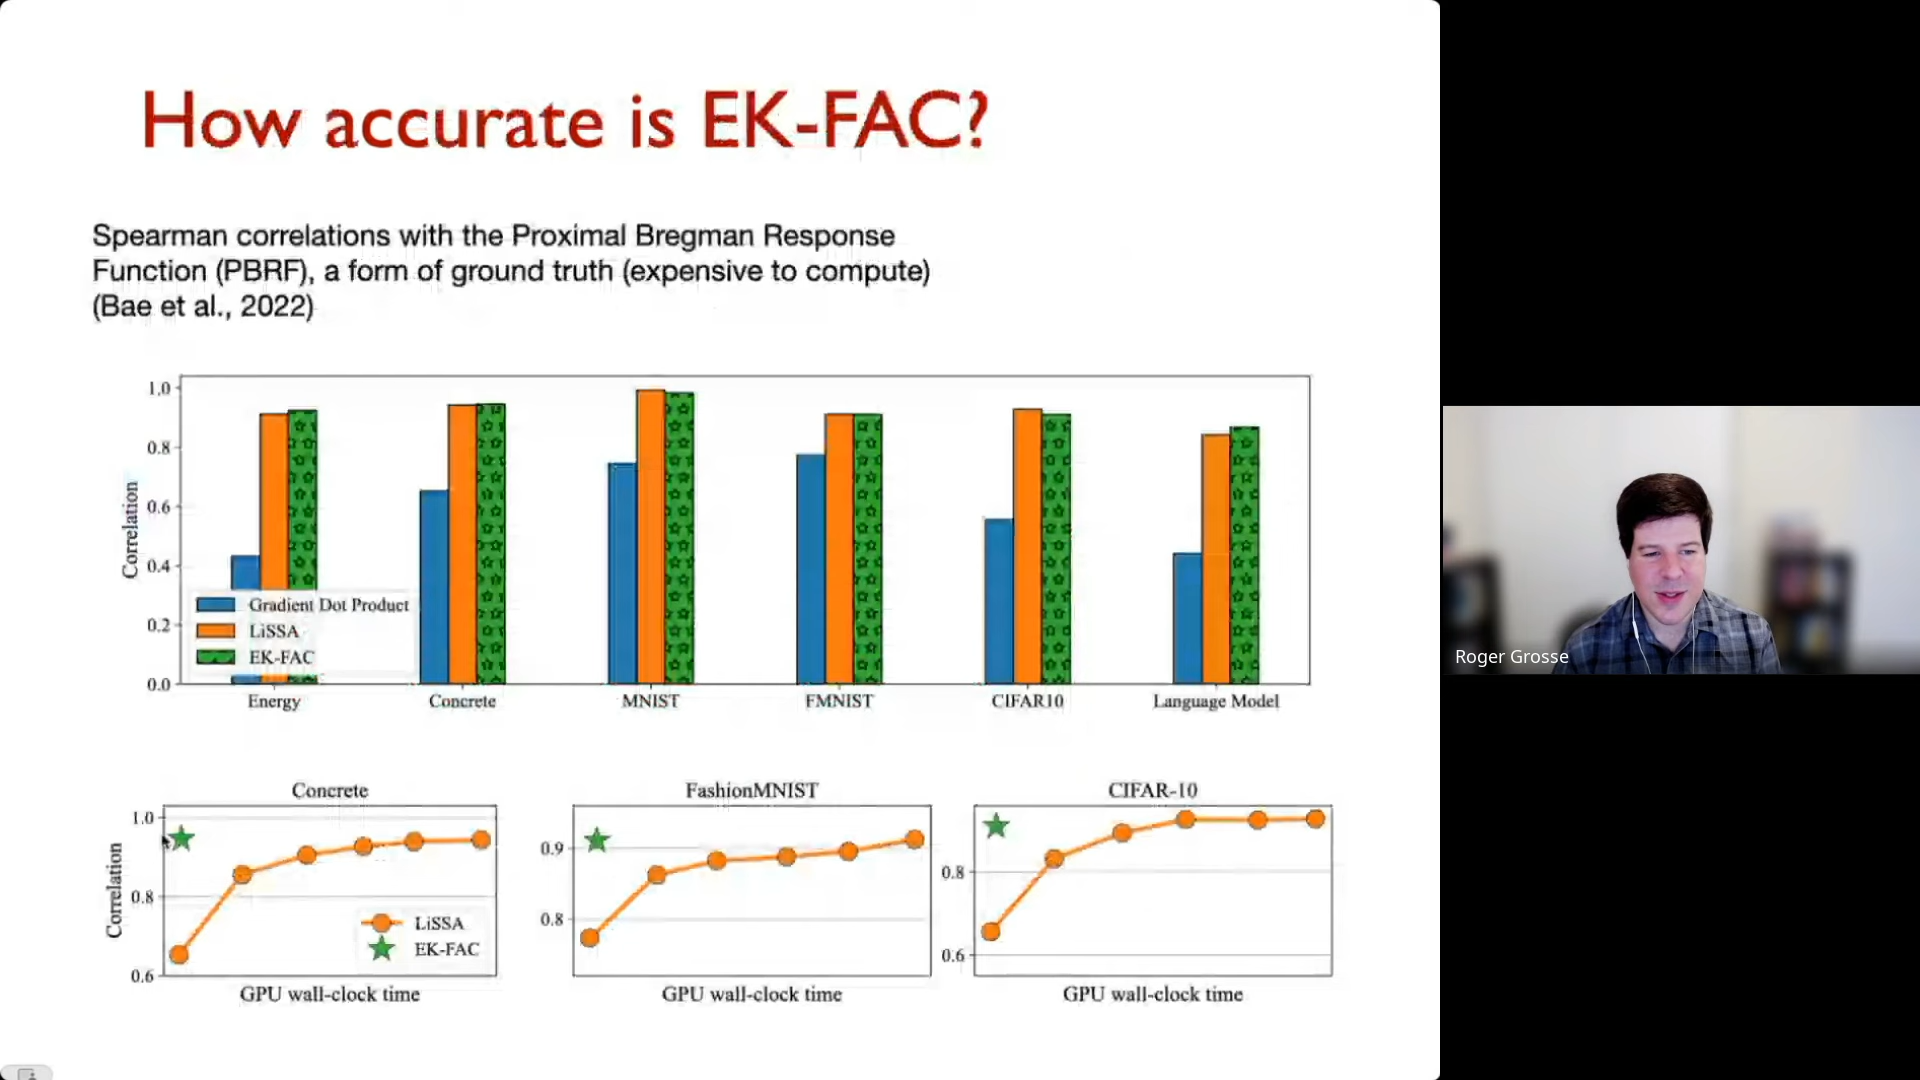 How accurate is EK-FAC?
Spearman correlations with the Proximal Bregman Response
Function (PBRF), a form of ground truth (expensive to compute)
(Bae et al., 2022)
Correlation
1.0
0.8
0.6
0.4
0.2
0.0
Gradient Dot Product
LiSSA
EK-FAC
Energy
Concrete
MNIST
FMNIST
CIFAR10
Language Model
Roger Grosse
Concrete
Correlation
1.0
0.8
0.6
LiSSA
EK-FAC
GPU wall-clock time
FashionMNIST
0.9
0.8
GPU wall-clock time
CIFAR-10
0.8
0.6
GPU wall-clock time